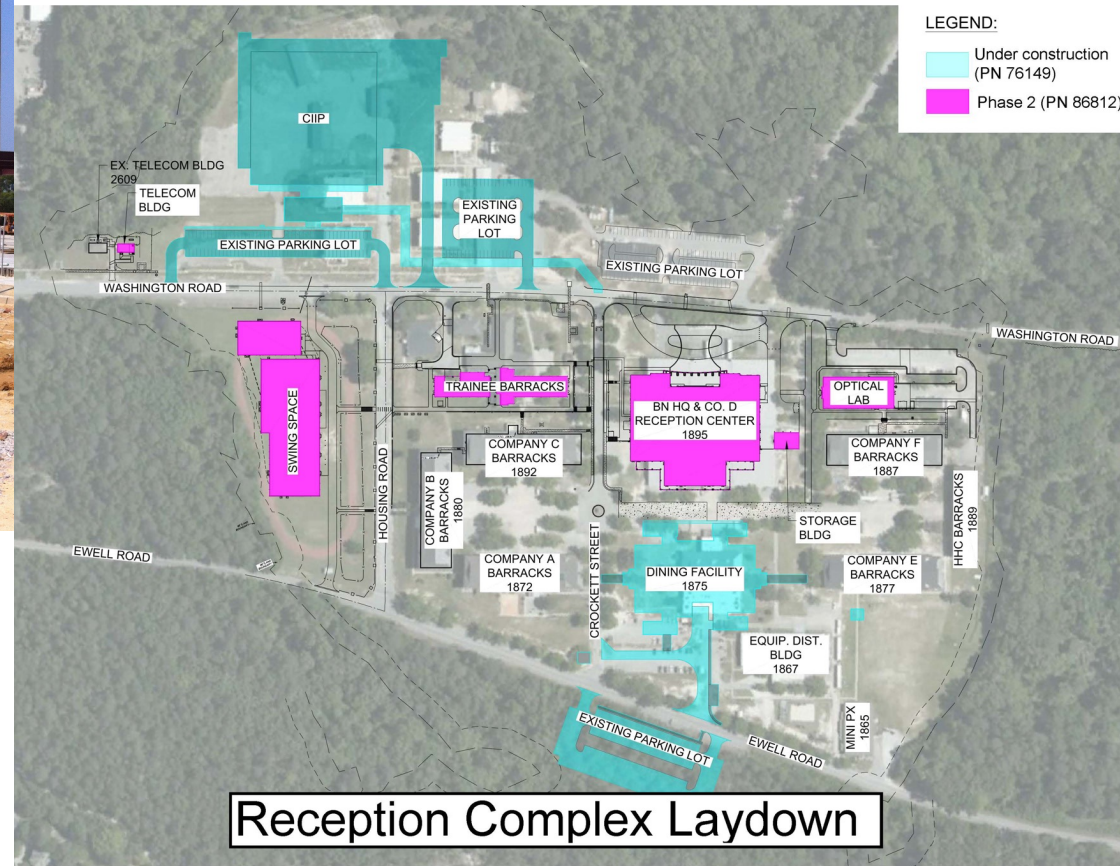 LEGEND:
Under construction
(PN 76149)
Phase 2 (PN 86812)
CIIP
EX. TELECOM BLDG
2609
TELECOM
BLDG
EXISTING
PARKING
LOT
EXISTING PARKING LOT
EXISTING PARKING LOT
WASHINGTON ROAD
WASHINGTON ROAD
SWING SPACE
HOUSING ROAD
TRAINEE BARRACKS
BN HQ & CO. D
RECEPTION CENTER
1895
OPTICAL
LAB
COMPANY C
BARRACKS
1892
COMPANY B
BARRACKS
1880
COMPANY F
BARRACKS
1887
HHC BARRACKS
1889
STORAGE
BLDG
EWELL ROAD
COMPANY A
BARRACKS
1872
CROCKETT STREET
DINING FACILITY
1875
COMPANY E
BARRACKS
1877
EQUIP. DIST.
BLDG
1867
MINI PX
1865
EXISTING PARKING LOT
EWELL ROAD
Reception Complex Laydown